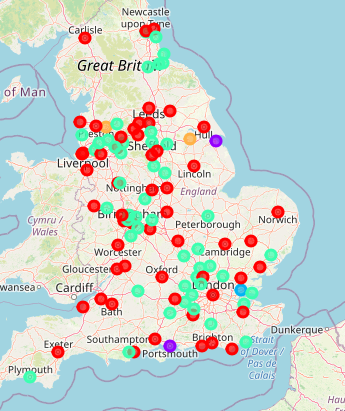 Newcastle
upon Tyne
Carlisle
Great Brit
of Man
Leeds
Preston
Hull
Liverpool
Sheffield
Lincoln
Nottingham
England
Cymru /
Wales
Birmingham
Peterborough
Norwich
Worcester
Cambridge
Gloucester
Oxford
wansea
Cardiff
London
Bath
Southampton
Brighton
Strait
of Dover /
Pas de
Calais
Dunkerque
Exeter
Portsmouth
Plymouth